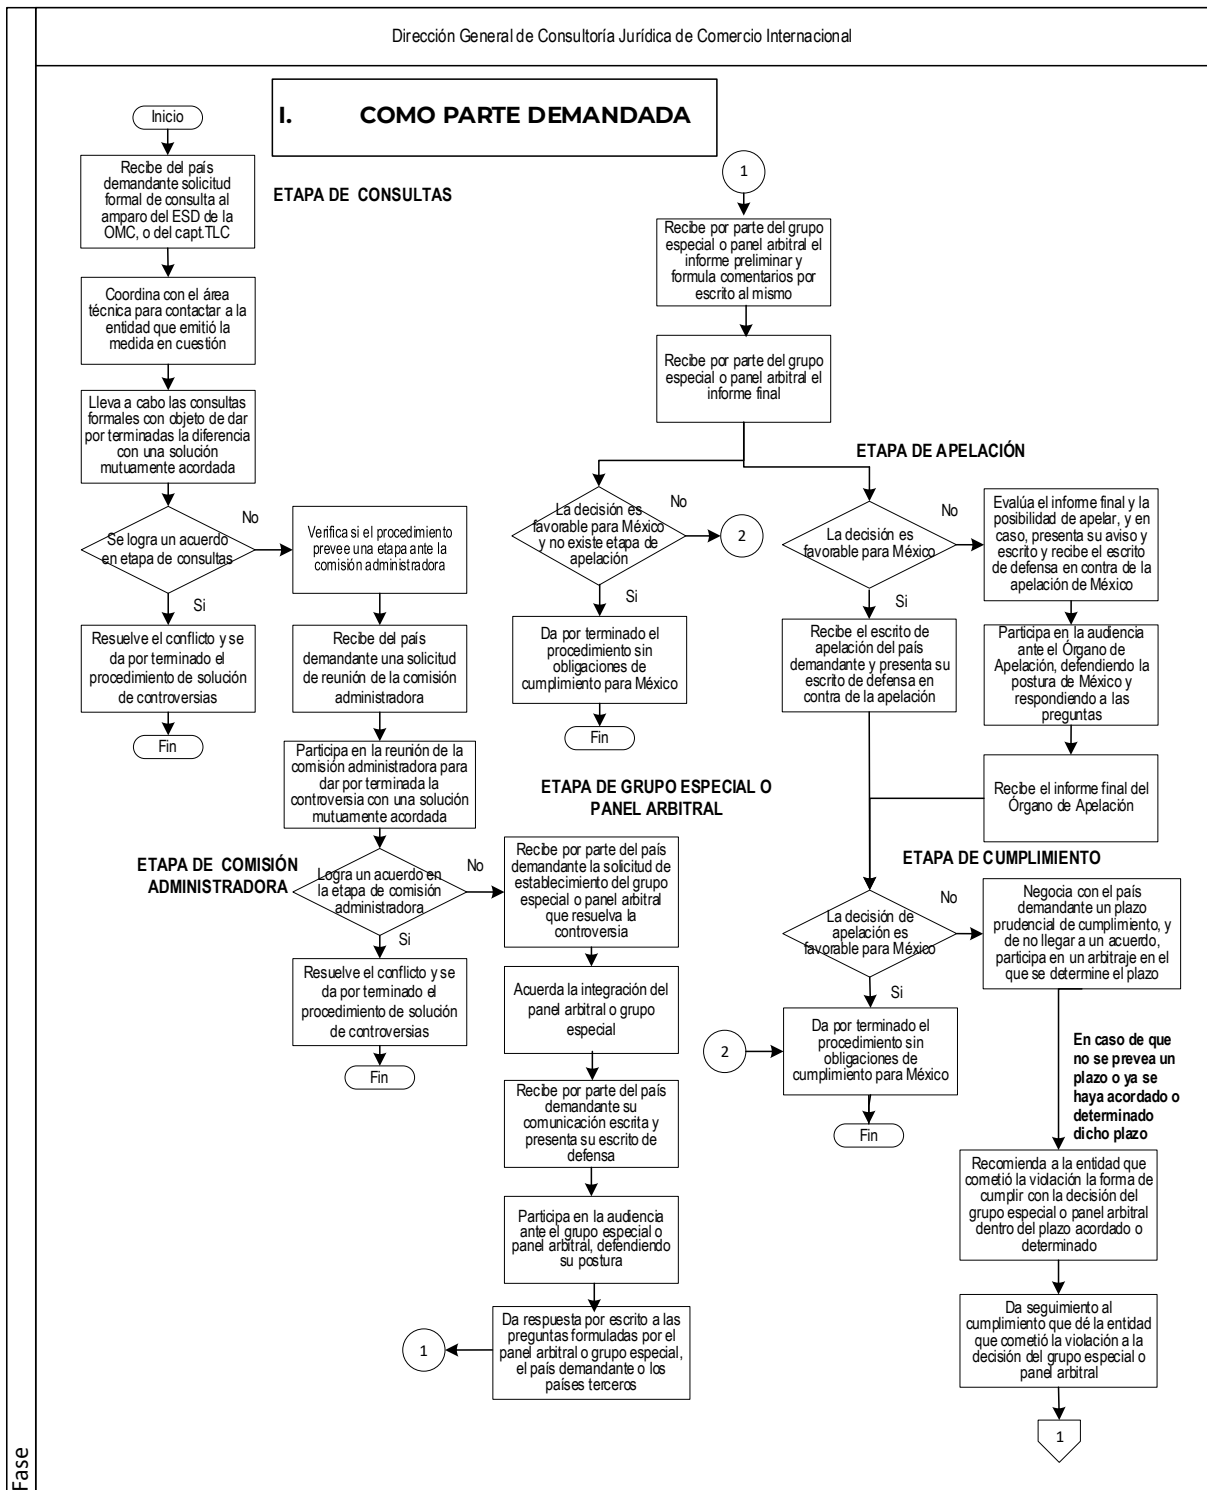 Dirección General de Consultoría Jurídica de Comercio Internacional
I. COMO PARTE DEMANDADA
Inicio
Recibe del país
demandante solicitud
formal de consulta al
amparo del ESD de la
OMC, o del capt.TLC
ETAPA DE CONSULTAS
Coordina con el área
técnica para contactar a la
entidad que emitió la
medida en cuestión
Lleva a cabo las consultas
formales con objeto de dar
por terminadas la diferencia
con una solución
mutuamente acordada
Se logra un acuerdo
en etapa de consultas
No
Si
Resuelve el conflicto y se
da por terminado el
procedimiento de solución
de controversias
Fin
Verifica si el procedimiento
prevee una etapa ante la
comisión administradora
Recibe del país
demandante una solicitud
de reunión de la comisión
administradora
Participa en la reunión de la
comisión administradora para
dar por terminada la
controversia con una solución
mutuamente acordada
ETAPA DE COMISIÓN
ADMINISTRADORA
Logra un acuerdo en
la etapa de comisión
administradora
No
Si
Resuelve el conflicto y se
da por terminado el
procedimiento de solución
de controversias
Fin
ETAPA DE GRUPO ESPECIAL O
PANEL ARBITRAL
Recibe por parte del país
demandante la solicitud de
establecimiento del grupo
especial o panel arbitral
que resuelva la
controversia
Acuerda la integración del
panel arbitral o grupo
especial
Recibe por parte del país
demandante su
comunicación escrita y
presenta su escrito de
defensa
Participa en la audiencia
ante el grupo especial o
panel arbitral, defendiendo
su postura
Da respuesta por escrito a las
preguntas formuladas por el
panel arbitral o grupo especial,
el país demandante o los
países terceros
1
1
Recibe por parte del grupo
especial o panel arbitral el
informe preliminar y
formula comentarios por
escrito al mismo
Recibe por parte del grupo
especial o panel arbitral el
informe final
La decisión es
favorable para México
y no existe etapa de
apelación
No
2
Si
Da por terminado el
procedimiento sin
obligaciones de
cumplimiento para México
Fin
ETAPA DE APELACIÓN
La decisión es
favorable para México
No
Si
Recibe el escrito de
apelación del país
demandante y presenta su
escrito de defensa en
contra de la apelación
Evalúa el informe final y la
posibilidad de apelar, y en
caso, presenta su aviso y
escrito y recibe el escrito
de defensa en contra de la
apelación de México
Participa en la audiencia
ante el Órgano de
Apelación, defendiendo la
postura de México y
respondiendo a las
preguntas
Recibe el informe final del
Órgano de Apelación
ETAPA DE CUMPLIMIENTO
La decisión de
apelación es
favorable para México
No
Si
2
Da por terminado el
procedimiento sin
obligaciones de
cumplimiento para México
Fin
Negocia con el país
demandante un plazo
prudencial de cumplimiento, y
de no llegar a un acuerdo,
participa en un arbitraje en el
que se determine el plazo
En caso de que
no se prevea un
plazo o ya se
haya acordado o
determinado
dicho plazo
Recomienda a la entidad que
cometió la violación la forma de
cumplir con la decisión del
grupo especial o panel arbitral
dentro del plazo acordado o
determinado
Da seguimiento al
cumplimiento que dé la entidad
que cometió la violación a la
decisión del grupo especial o
panel arbitral
1
Fase